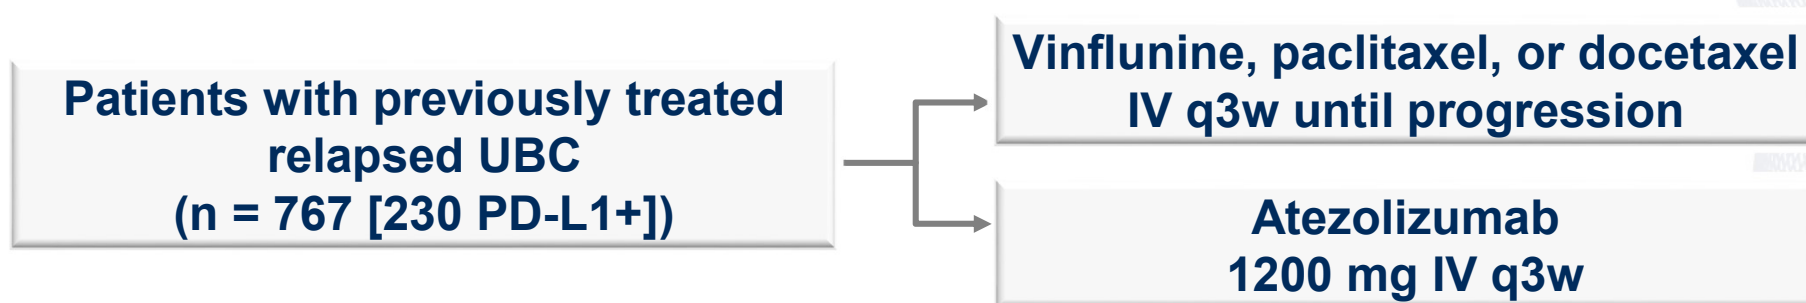 Patients with previously treated
relapsed UBC
(n = 767 [230 PD-L1+])
Vinflunine, paclitaxel, or docetaxel
IV q3w until progression
Atezolizumab
1200 mg IV q3w